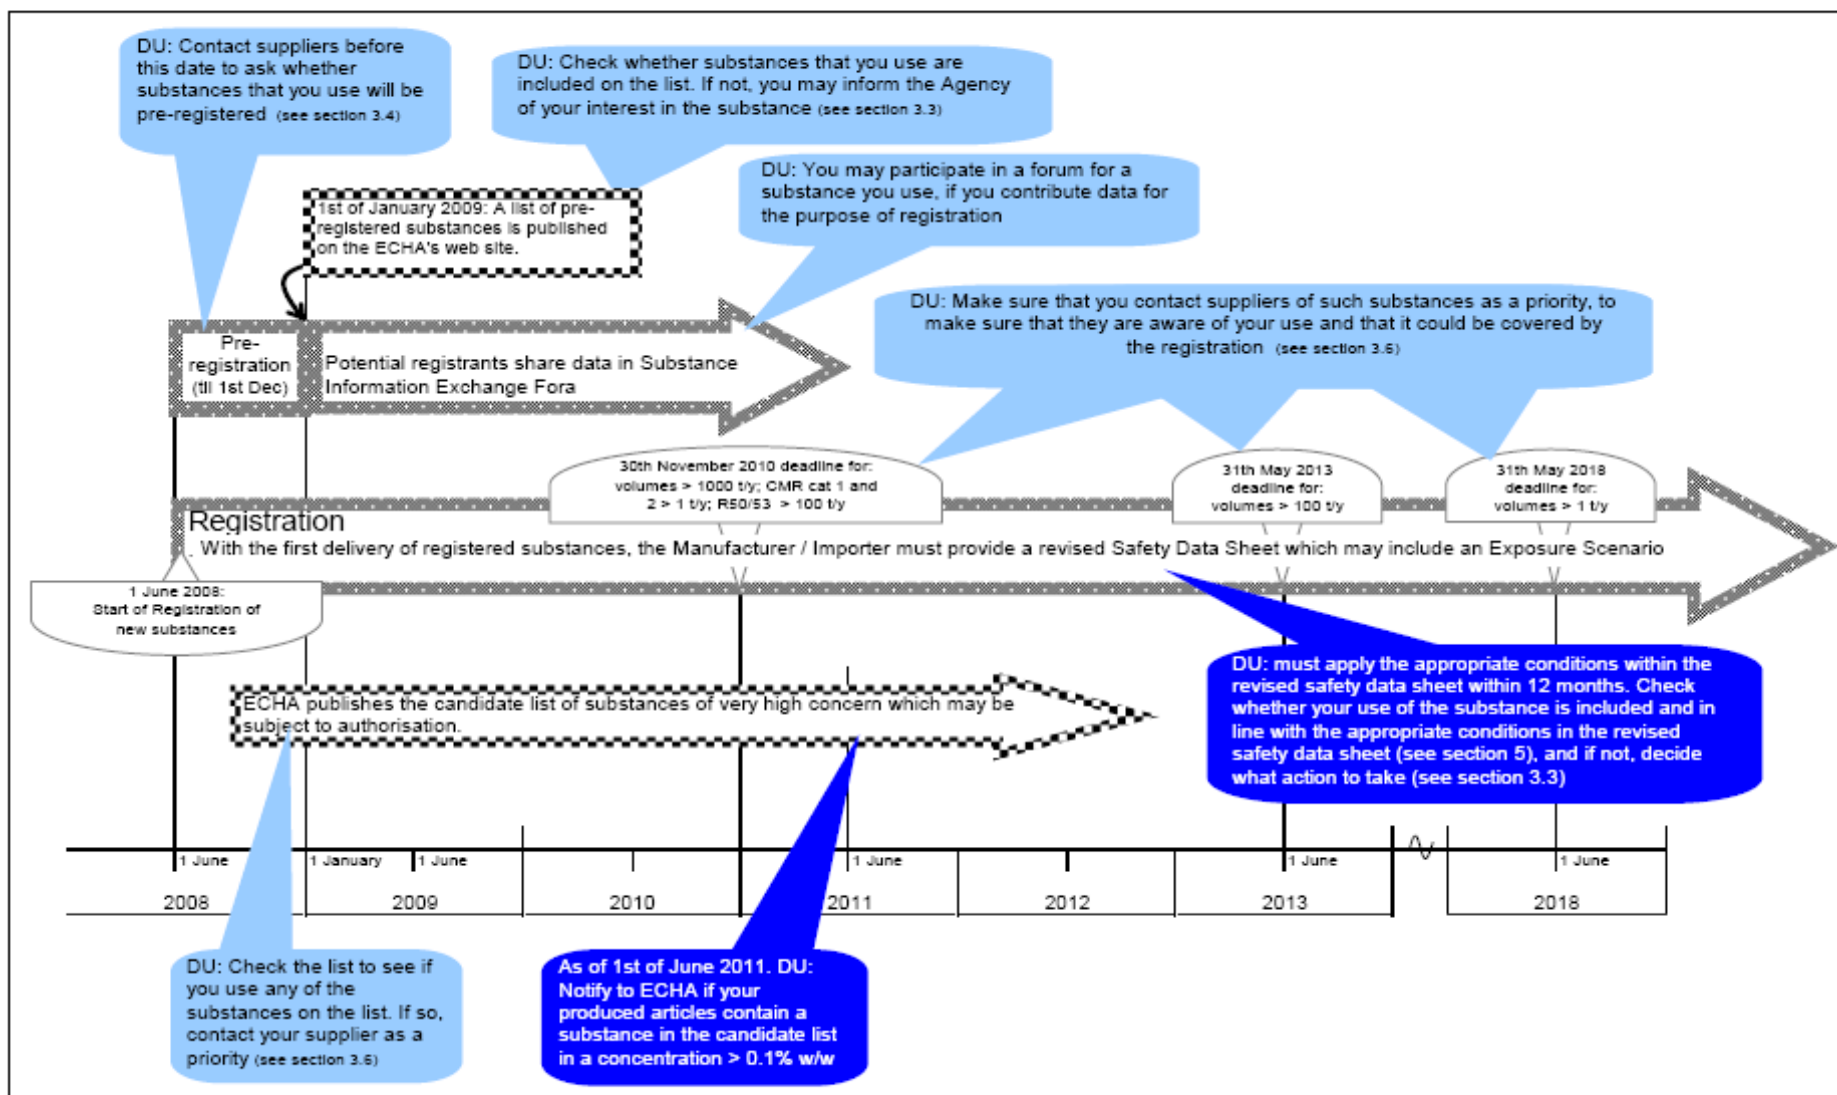 DU: Contact suppliers before
this date to ask whether
substances that you use will be
pre-registered (see section 3.4)
DU: Check whether substances that you use are
included on the list. If not, you may inform the Agency
of your interest in the substance (see section 3.3)
DU: You may participate in a forum for a
substance you use, if you contribute data for
the purpose of registration
1st of January 2009: A list of pre-
registered substances is published
on the ECHA's web site.
DU: Make sure that you contact suppliers of such substances as a priority, to
make sure that they are aware of your use and that it could be covered by
the registration (see section 3.6)
Pre-
registration
(til 1st Dec)
Potential registrants share data in Substance
Information Exchange Fora
30th November 2010 deadline for:
volumes > 1000 t/y; CMR cat 1 and
2 > 1 t/y; R50/53 > 100 t/y
31th May 2013
deadline for:
volumes > 100 t/y
31th May 2018
deadline for:
volumes > 1 t/y
Registration
With the first delivery of registered substances, the Manufacturer / Importer must provide a revised Safety Data Sheet which may include an Exposure Scenario
1 June 2008:
Start of Registration of
new substances
DU: must apply the appropriate conditions within the
revised safety data sheet within 12 months. Check
whether your use of the substance is included and in
line with the appropriate conditions in the revised
safety data sheet (see section 5), and if not, decide
what action to take (see section 3.3)
ECHA publishes the candidate list of substances of very high concern which may be
subject to authorisation.
1 June
1 January
1 June
1 June
1 June
1 June
2008
2009
2010
2011
2012
2013
2018
DU: Check the list to see if
you use any of the
substances on the list. If so,
contact your supplier as a
priority (see section 3.6)
As of 1st of June 2011. DU:
Notify to ECHA if your
produced articles contain a
substance in the candidate list
in a concentration > 0.1% w/w